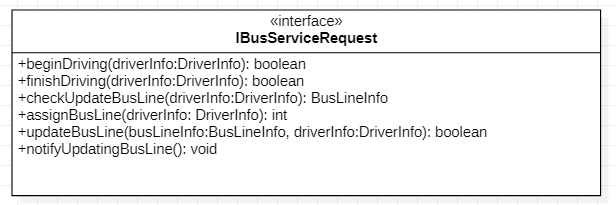 «interface»
IBusServiceRequest
+beginDriving(driverInfo:DriverInfo): boolean
+finishDriving(driverInfo:DriverInfo): boolean
+checkUpdateBusLine(driverInfo:DriverInfo): BusLineInfo
+assignBusLine(driverInfo: DriverInfo): int
+updateBusLine(busLineInfo:BusLineInfo, driverInfo:DriverInfo): boolean
+notifyUpdatingBusLine(): void